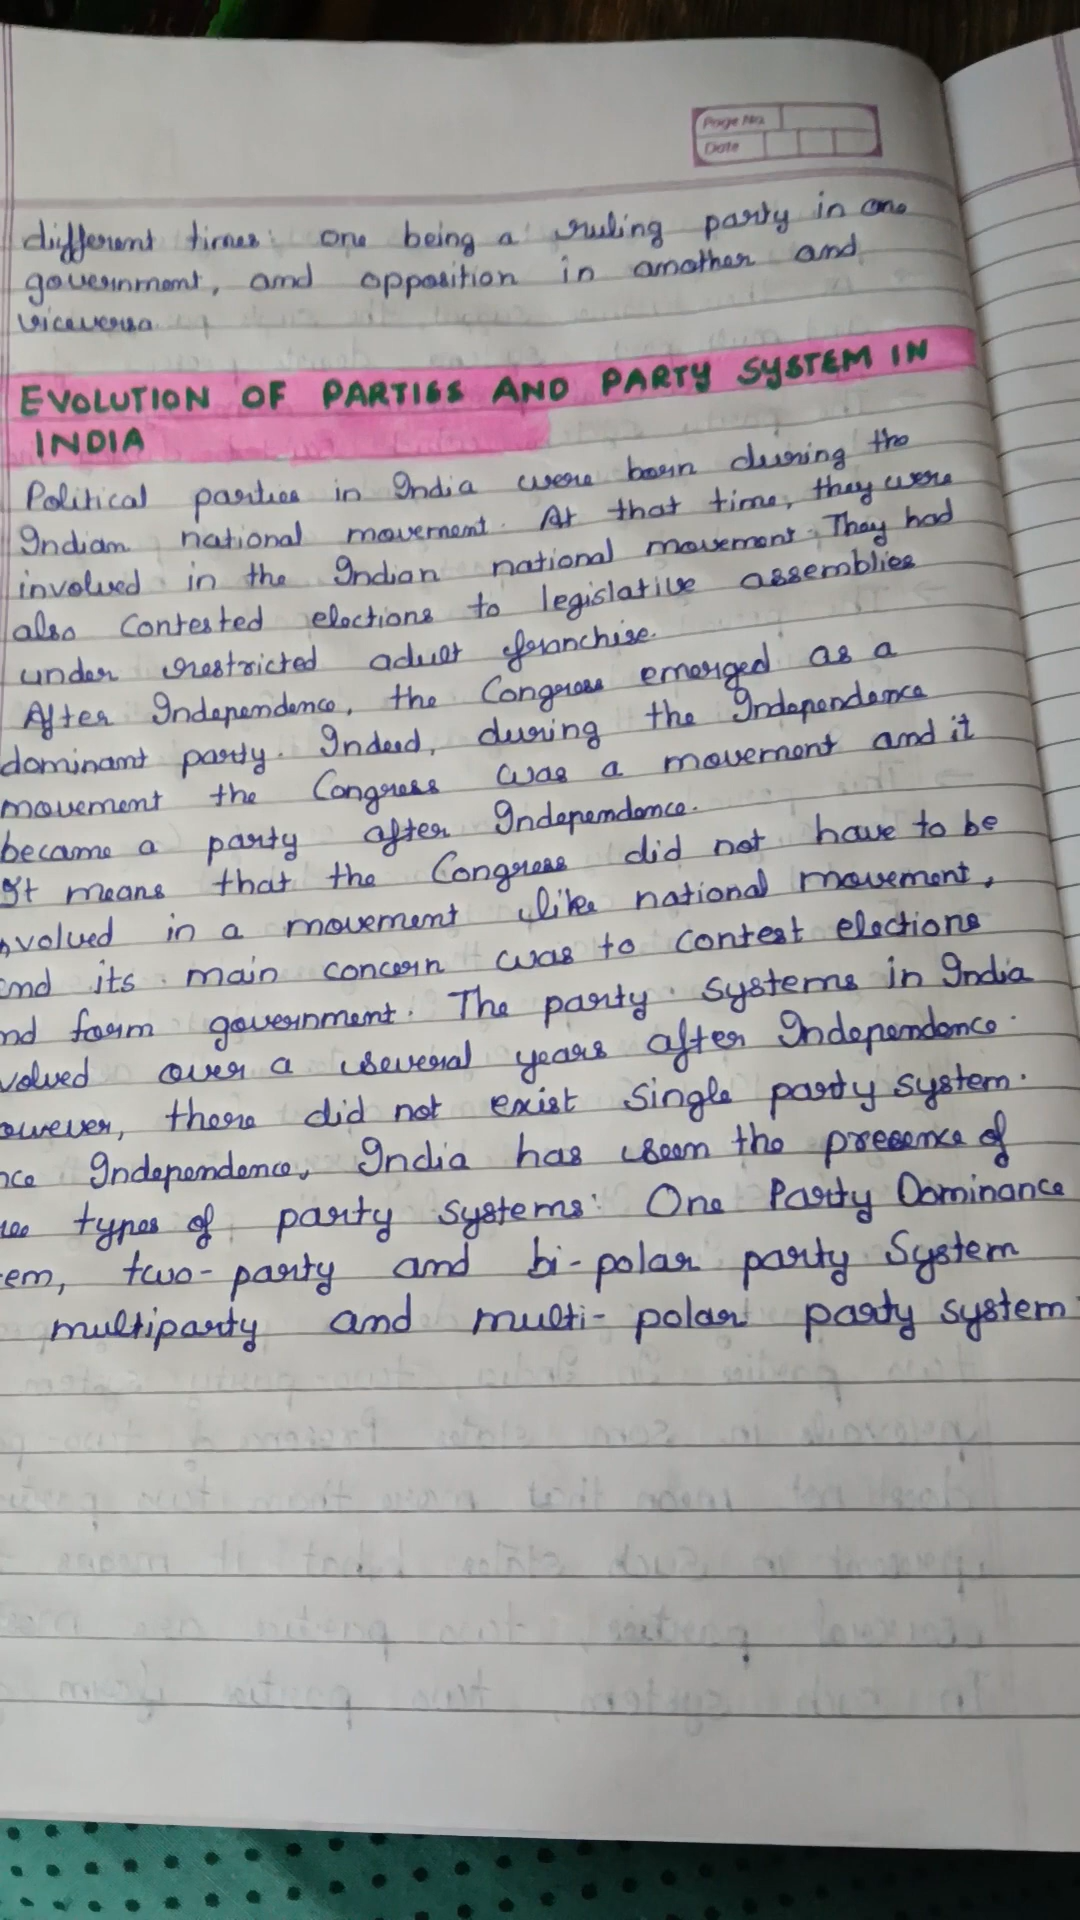 Page No.
Date
different times: one being a ruling party in one
government, and opposition in another and
viceversa
EVOLUTION OF PARTIES AND PARTY SYSTEM IN
INDIA
Political parties in India were born during the
Indian national movement. At that time, they were
involved in the Indian national movement. They had
also contested elections to legislative assemblies
under restricted adult franchise.
After Independence, the Congress emerged as a
dominant party. Indeed, during the Independence
movement the Congress was a movement and it
became a party after Independence.
It means that the Congress did not have to be
nvolved in a movement like national movement,
and its main concern was to contest elections
nd form government. The party systems in India
volved over a several years after Independence.
owever, there did not exist single party system.
nce Independence, India has seen the presence of
ree types of party systems: One Party Dominance
em, two-party and bi-polar party System
multiparty and multi-polar party system